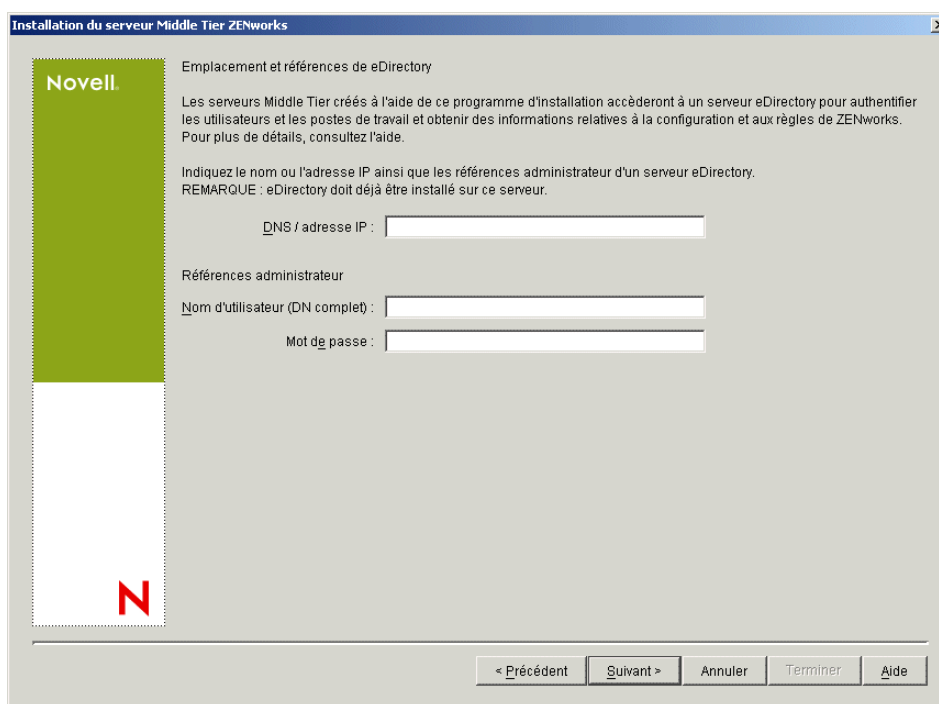 Installation du serveur Middle Tier ZENworks
Novell.
Emplacement et références de eDirectory
Les serveurs Middle Tier créés à l'aide de ce programme d'installation accèderont à un serveur eDirectory pour authentifier
les utilisateurs et les postes de travail et obtenir des informations relatives à la configuration et aux règles de ZENworks.
Pour plus de détails, consultez l'aide.
Indiquez le nom ou l'adresse IP ainsi que les références administrateur d'un serveur eDirectory.
REMARQUE : eDirectory doit déjà être installé sur ce serveur.
DNS / adresse IP :
Références administrateur
Nom d'utilisateur (DN complet) :
Mot de passe :
N
< Précédent
Suivant >
Annuler
Terminer
Aide